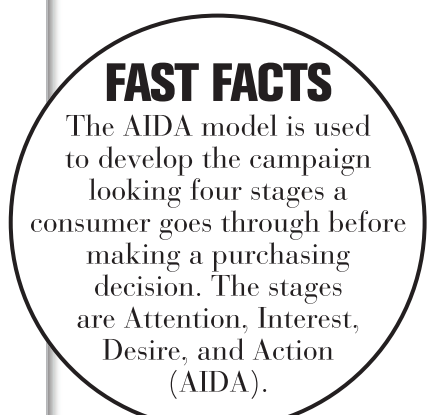 FAST FACTS
The AIDA model is used
to develop the campaign
looking four stages a
consumer goes through before
making a purchasing
decision. The stages
are Attention, Interest,
Desire, and Action
(AIDA).